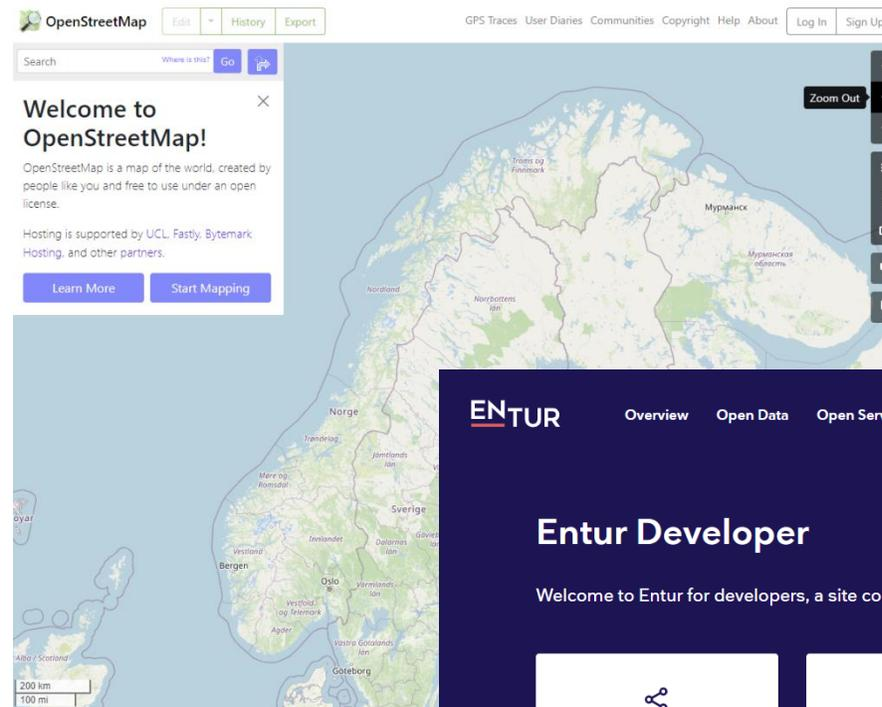 OpenStreetMap
Edit
History
Export
GPS Traces
User Diaries
Communities
Copyright
Help
About
Log In
Sign Up
Search
Where is this?
Go
Zoom Out
Welcome to
OpenStreetMap!
OpenStreetMap is a map of the world, created by
people like you and free to use under an open
license.
Hosting is supported by UCL, Fastly, Bytemark
Hosting, and other partners.
Learn More
Start Mapping
Troms og
Finnmark
Мурманск
Мурманская
область
Nordland
Norrbottens
län
Norge
Trøndelag
Jämtlands
län
Møre og
Romsdal
Sverige
Innlandet
Dalarnas
län
Vestland
Bergen
Oslo
Värmlands
län
Vestfold
og Telemark
Agder
Västra Götalands
län
Göteborg
Alba / Scotland
200 km
100 mi
ENTUR
Overview
Open Data
Open Serv
Entur Developer
Welcome to Entur for developers, a site co